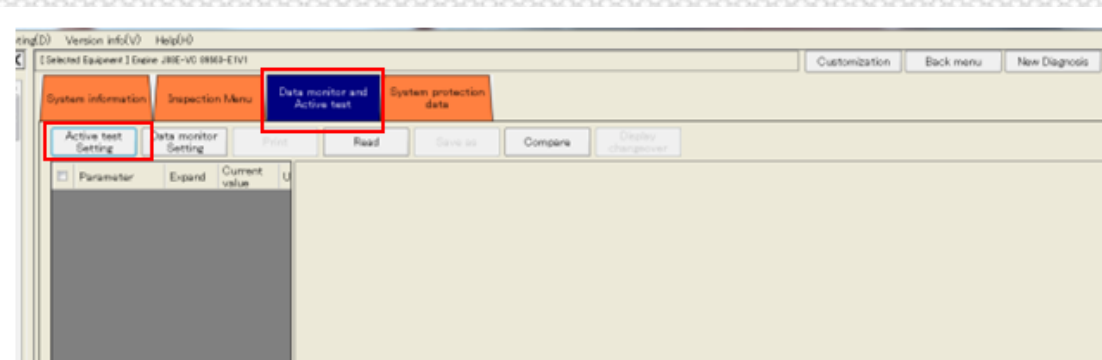 ting(D) Version info(V) Help(H)
[ Selected Equipment ] Engine J08E-VC 89560-E1V1
Customization Back menu New Diagnosis
System information
Inspection Menu
Data monitor and
Active test
System protection
data
Active test
Setting
Data monitor
Setting
Print
Read
Save as
Compare
Display
changeover
Parameter
Expand
Current
value
U